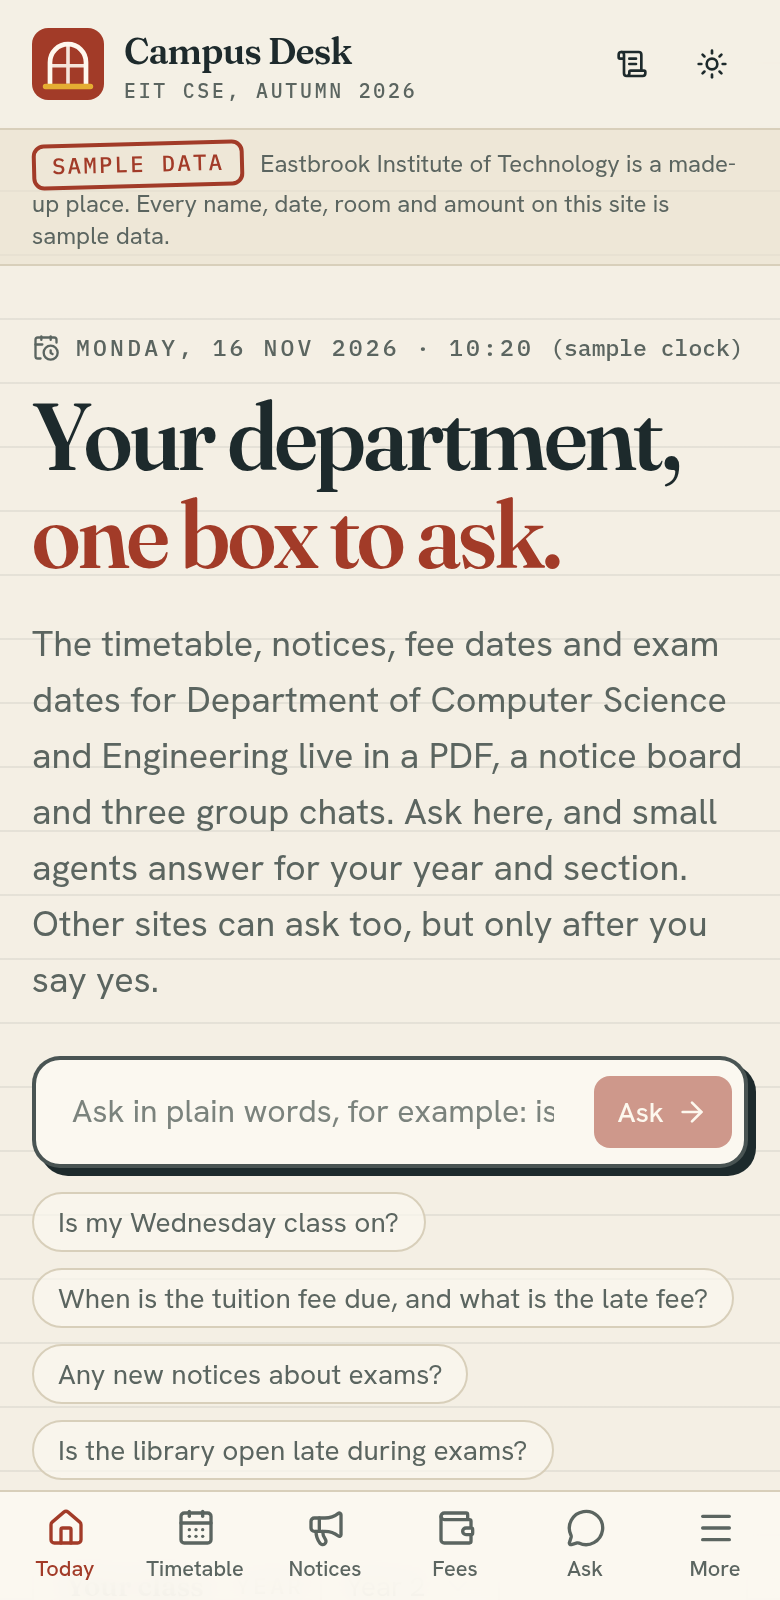 Campus Desk
EIT CSE, AUTUMN 2026
SAMPLE DATA Eastbrook Institute of Technology is a made-
up place. Every name, date, room and amount on this site is
sample data.
MONDAY, 16 NOV 2026 · 10:20 (sample clock)
Your department,
one box to ask.
The timetable, notices, fee dates and exam
dates for Department of Computer Science
and Engineering live in a PDF, a notice board
and three group chats. Ask here, and small
agents answer for your year and section.
Other sites can ask too, but only after you
say yes.
Ask in plain words, for example: is
Ask
Is my Wednesday class on?
When is the tuition fee due, and what is the late fee?
Any new notices about exams?
Is the library open late during exams?
Today Timetable Notices Fees Ask More